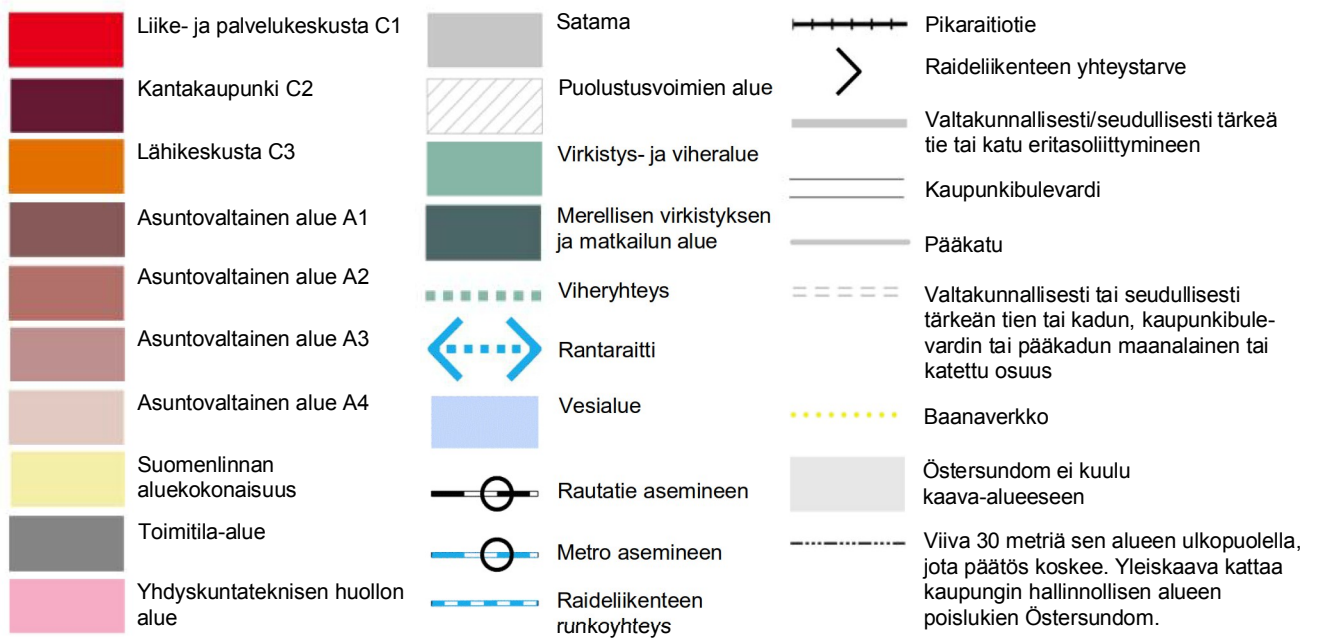 Liike- ja palvelukeskusta C1
Kantakaupunki C2
Lähikeskusta C3
Asuntovaltainen alue A1
Asuntovaltainen alue A2
Asuntovaltainen alue A3
Asuntovaltainen alue A4
Suomenlinnan
aluekokonaisuus
Toimitila-alue
Yhdyskuntateknisen huollon
alue
Satama
Puolustusvoimien alue
Virkistys- ja viheralue
Merellisen virkistyksen
ja matkailun alue
Viheryhteys
Rantaraitti
Vesialue
Rautatie asemineen
Metro asemineen
Raideliikenteen
runkoyhteys
Pikaraitiotie
Raideliikenteen yhteystarve
Valtakunnallisesti/seudullisesti tärkeä
tie tai katu eritasoliittymineen
Kaupunkibulevardi
Pääkatu
Valtakunnallisesti tai seudullisesti
tärkeän tien tai kadun, kaupunkibule-
vardin tai pääkadun maanalainen tai
katettu osuus
Baanaverkko
Östersundom ei kuulu
kaava-alueeseen
Viiva 30 metriä sen alueen ulkopuolella,
jota päätös koskee. Yleiskaava kattaa
kaupungin hallinnollisen alueen
poislukien Östersundom.